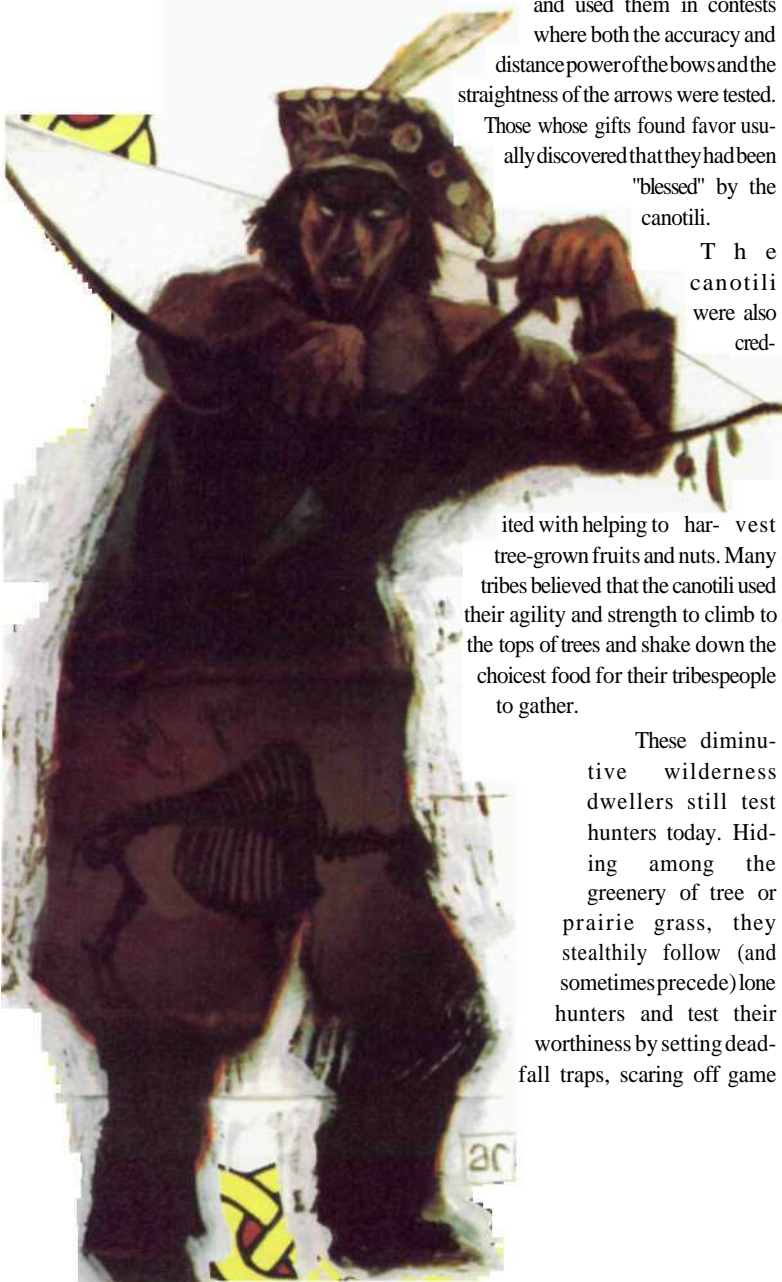 and used them in contests
where both the accuracy and
distance power of the bows and the
straightness of the arrows were tested.
Those whose gifts found favor usu-
ally discovered that they had been
"blessed" by the
canotili.
The
canotili
were also
cred-
ited with helping to har- vest
tree-grown fruits and nuts. Many
tribes believed that the canotili used
their agility and strength to climb to
the tops of trees and shake down the
choicest food for their tribespeople
to gather.
These diminu-
tive wilderness
dwellers still test
hunters today. Hid-
ing among the
greenery of tree or
prairie grass, they
stealthily follow (and
sometimes precede) lone
hunters and test their
worthiness by setting dead-
fall traps, scaring off game